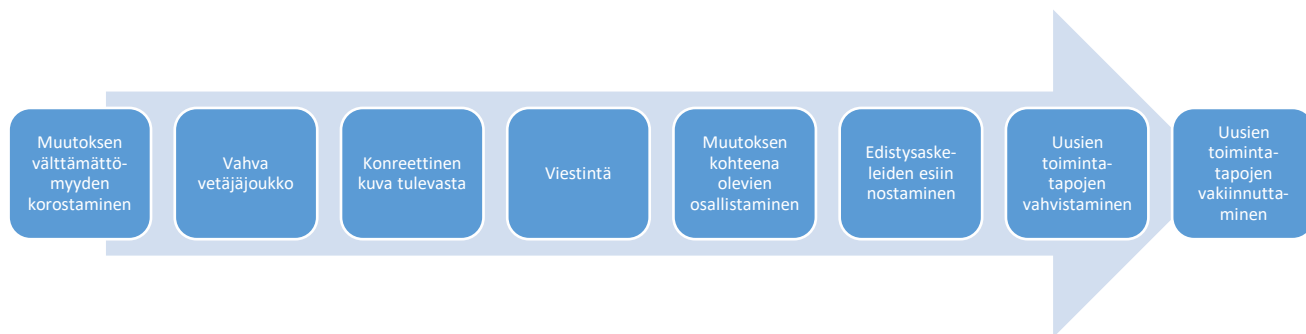 Muutoksen
välttämättö-
myyden
korostaminen
Vahva
vetäjäjoukko
Konreettinen
kuva tulevasta
Viestintä
Muutoksen
kohteena
olevien
osallistaminen
Edistysaske-
leiden esiin
nostaminen
Uusien
toiminta-
tapojen
vahvistaminen
Uusien
toiminta-
tapojen
vakiinnutta-
minen